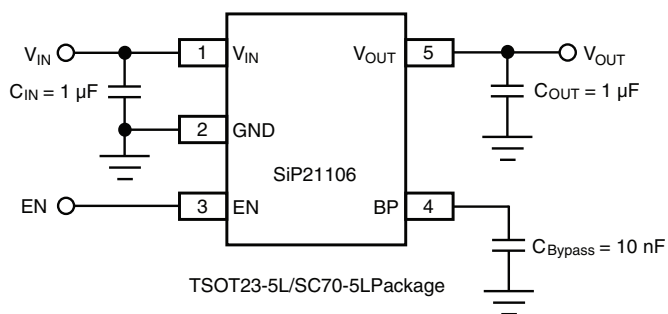 VIN
CIN = 1 µF
1
VIN
2
GND
EN
3
EN
SiP21106
VOUT
5
VOUT
COUT = 1 µF
BP
4
CBypass = 10 nF
TSOT23-5L/SC70-5LPackage